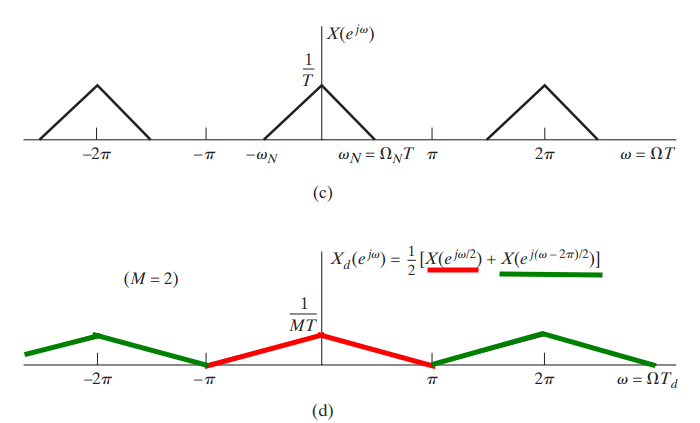 X(e^{jω})
1/T
−2π −π −ω_N ω_N = Ω_N T π 2π ω = ΩT
(c)
X_d(e^{jω}) = 1/2 [X(e^{jω/2}) + X(e^{j(ω − 2π)/2})]
(M = 2)
1/MT
−2π −π π 2π ω = ΩT_d
(d)